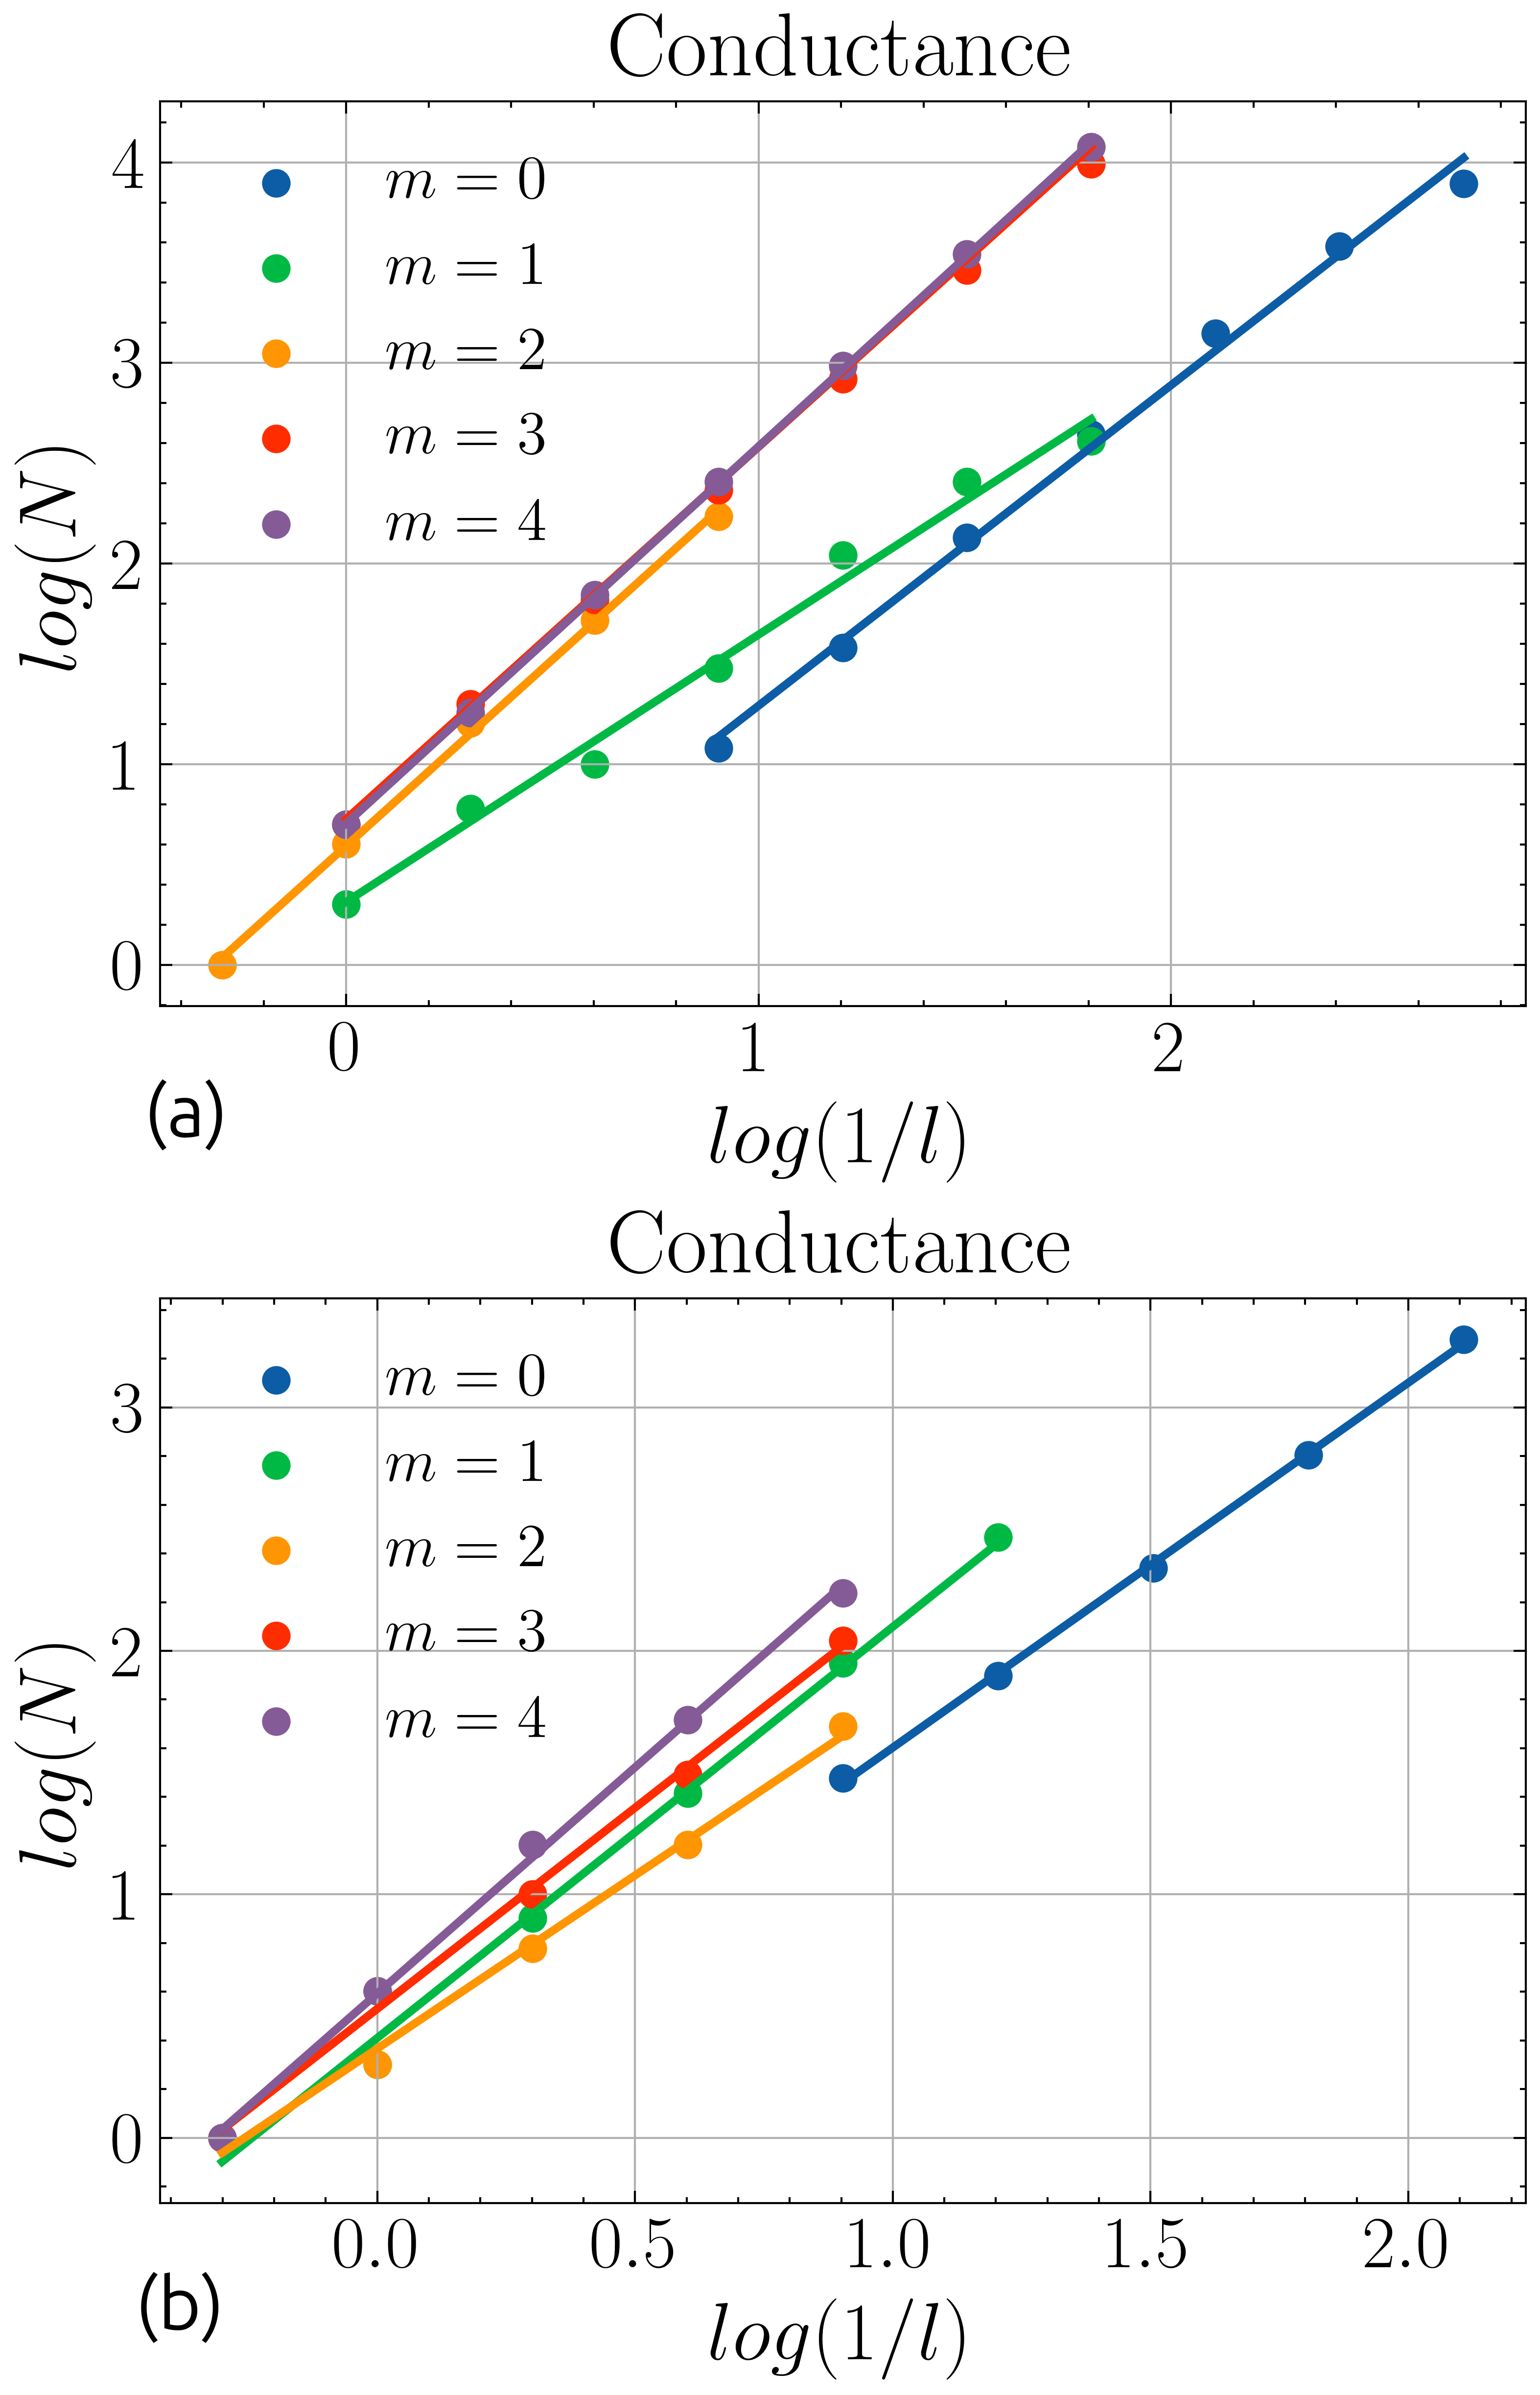 Conductance
4
3
2
1
0
log(N)
m = 0
m = 1
m = 2
m = 3
m = 4
0 1 2
log(1/l)
(a)
Conductance
3
2
1
0
log(N)
m = 0
m = 1
m = 2
m = 3
m = 4
0.0 0.5 1.0 1.5 2.0
log(1/l)
(b)